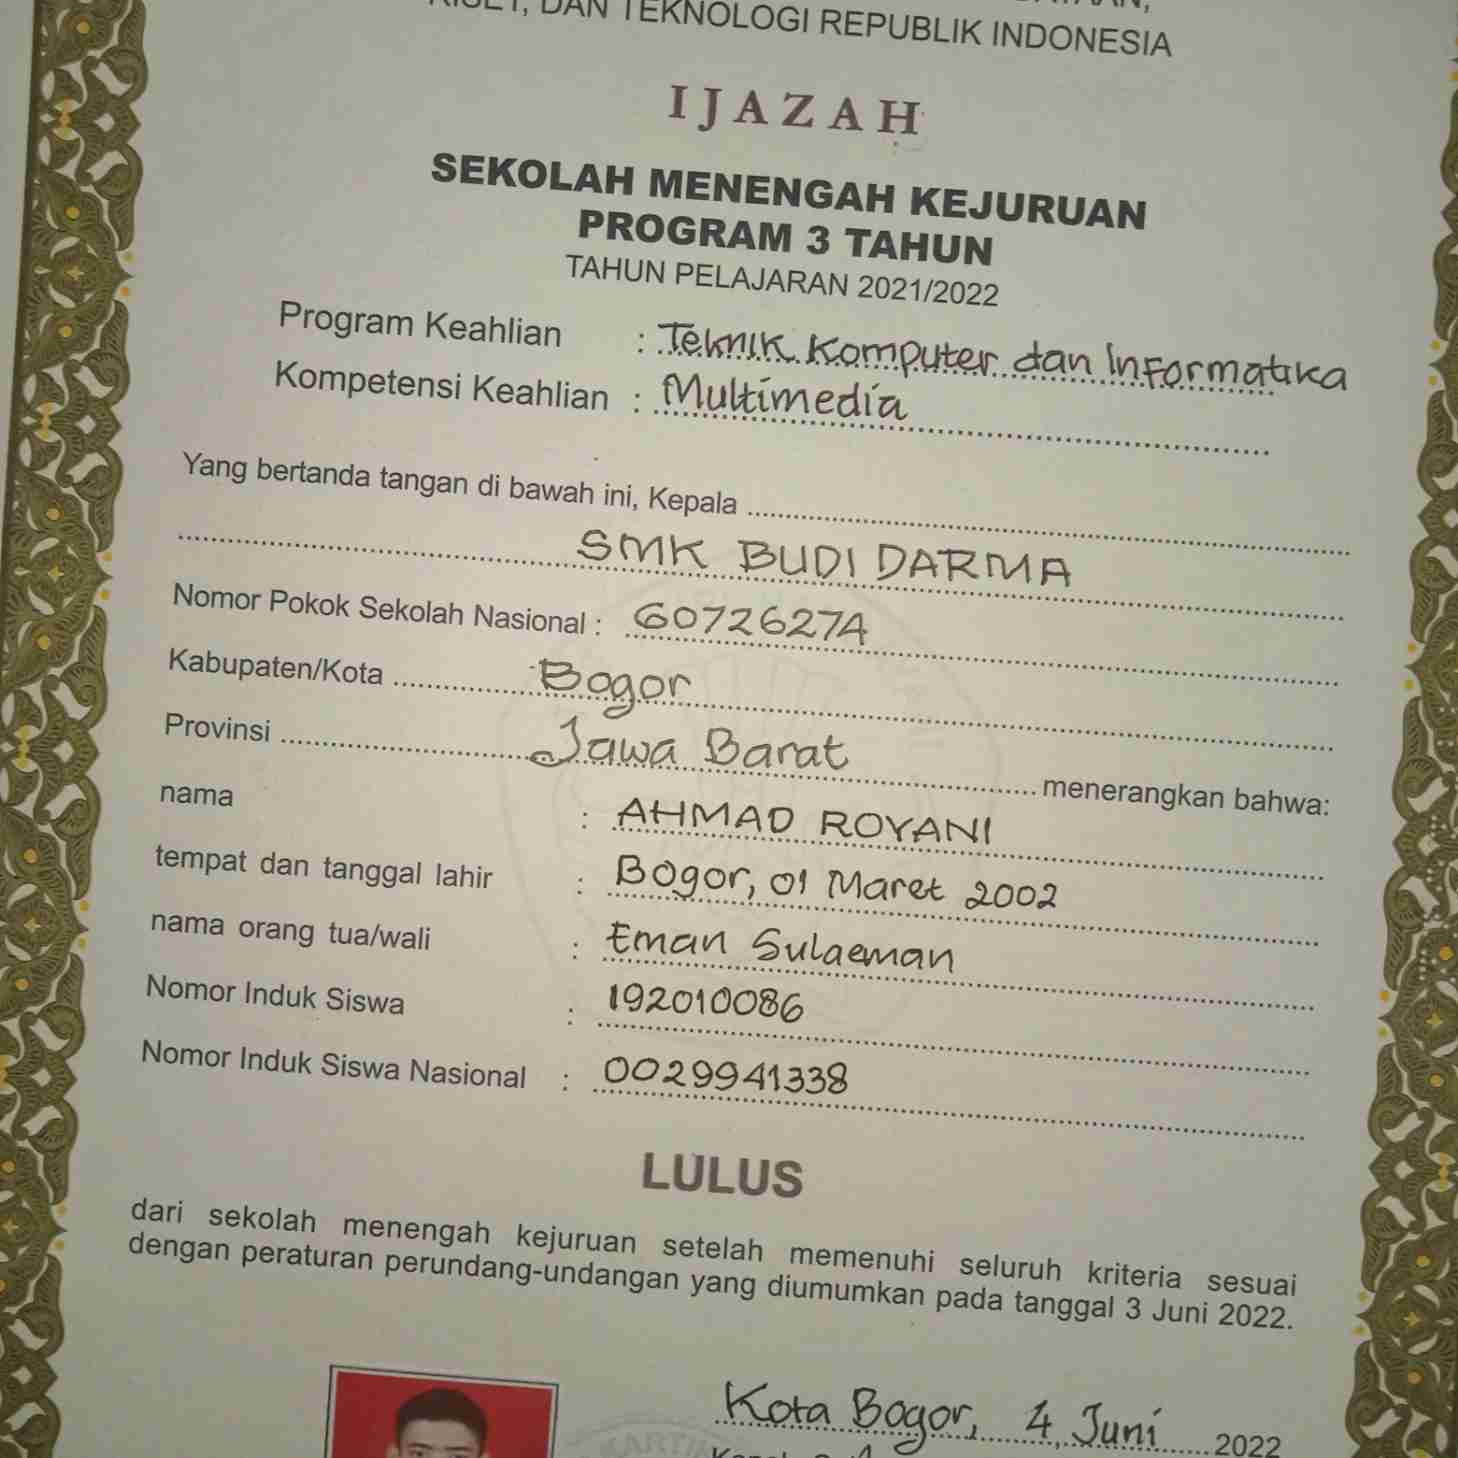 RISET, DAN TEKNOLOGI REPUBLIK INDONESIA
IJAZAH
SEKOLAH MENENGAH KEJURUAN
PROGRAM 3 TAHUN
TAHUN PELAJARAN 2021/2022
Program Keahlian : Teknik Komputer dan Informatika
Kompetensi Keahlian : Multimedia
Yang bertanda tangan di bawah ini, Kepala
SMK BUDI DARMA
Nomor Pokok Sekolah Nasional : 60726274
Kabupaten/Kota Bogor
Provinsi Jawa Barat menerangkan bahwa:
nama : AHMAD ROYANI
tempat dan tanggal lahir : Bogor, 01 Maret 2002
nama orang tua/wali : Eman Sulaeman
Nomor Induk Siswa : 192010086
Nomor Induk Siswa Nasional : 0029941338
LULUS
dari sekolah menengah kejuruan setelah memenuhi seluruh kriteria sesuai
dengan peraturan perundang-undangan yang diumumkan pada tanggal 3 Juni 2022.
Kota Bogor, 4 Juni 2022